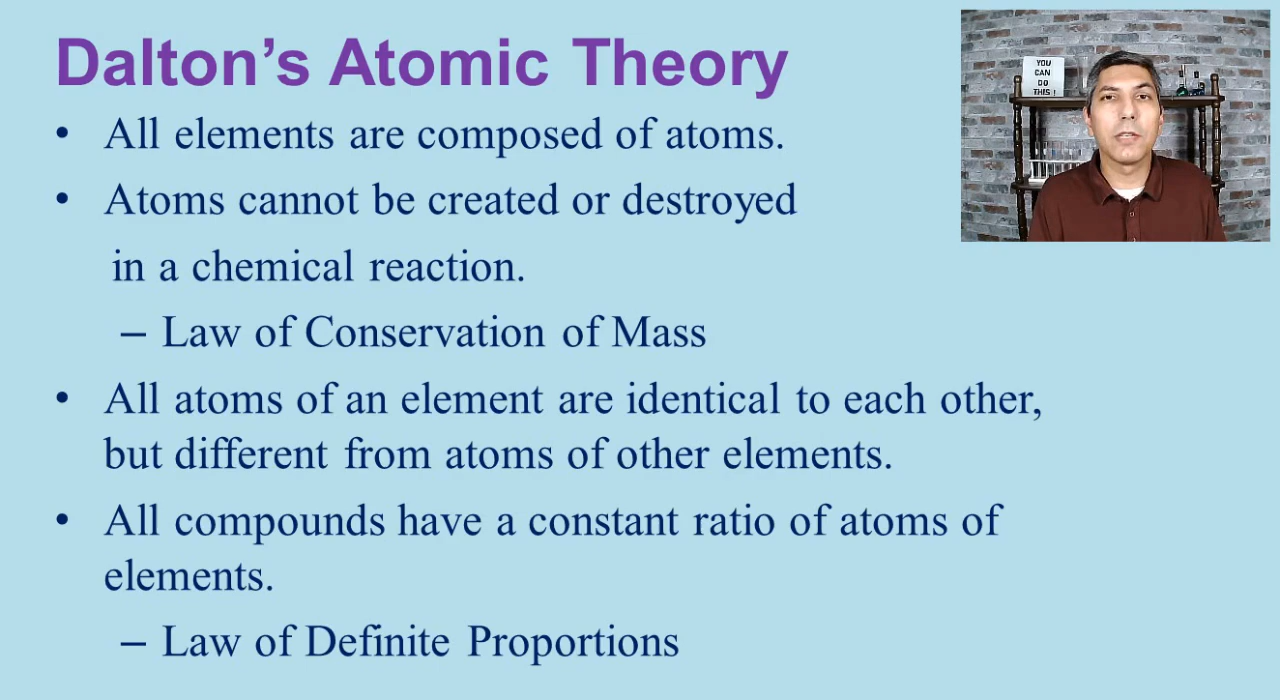 Dalton’s Atomic Theory
• All elements are composed of atoms.
• Atoms cannot be created or destroyed
in a chemical reaction.
– Law of Conservation of Mass
• All atoms of an element are identical to each other,
but different from atoms of other elements.
• All compounds have a constant ratio of atoms of
elements.
– Law of Definite Proportions
YOU
CAN
DO
THIS !